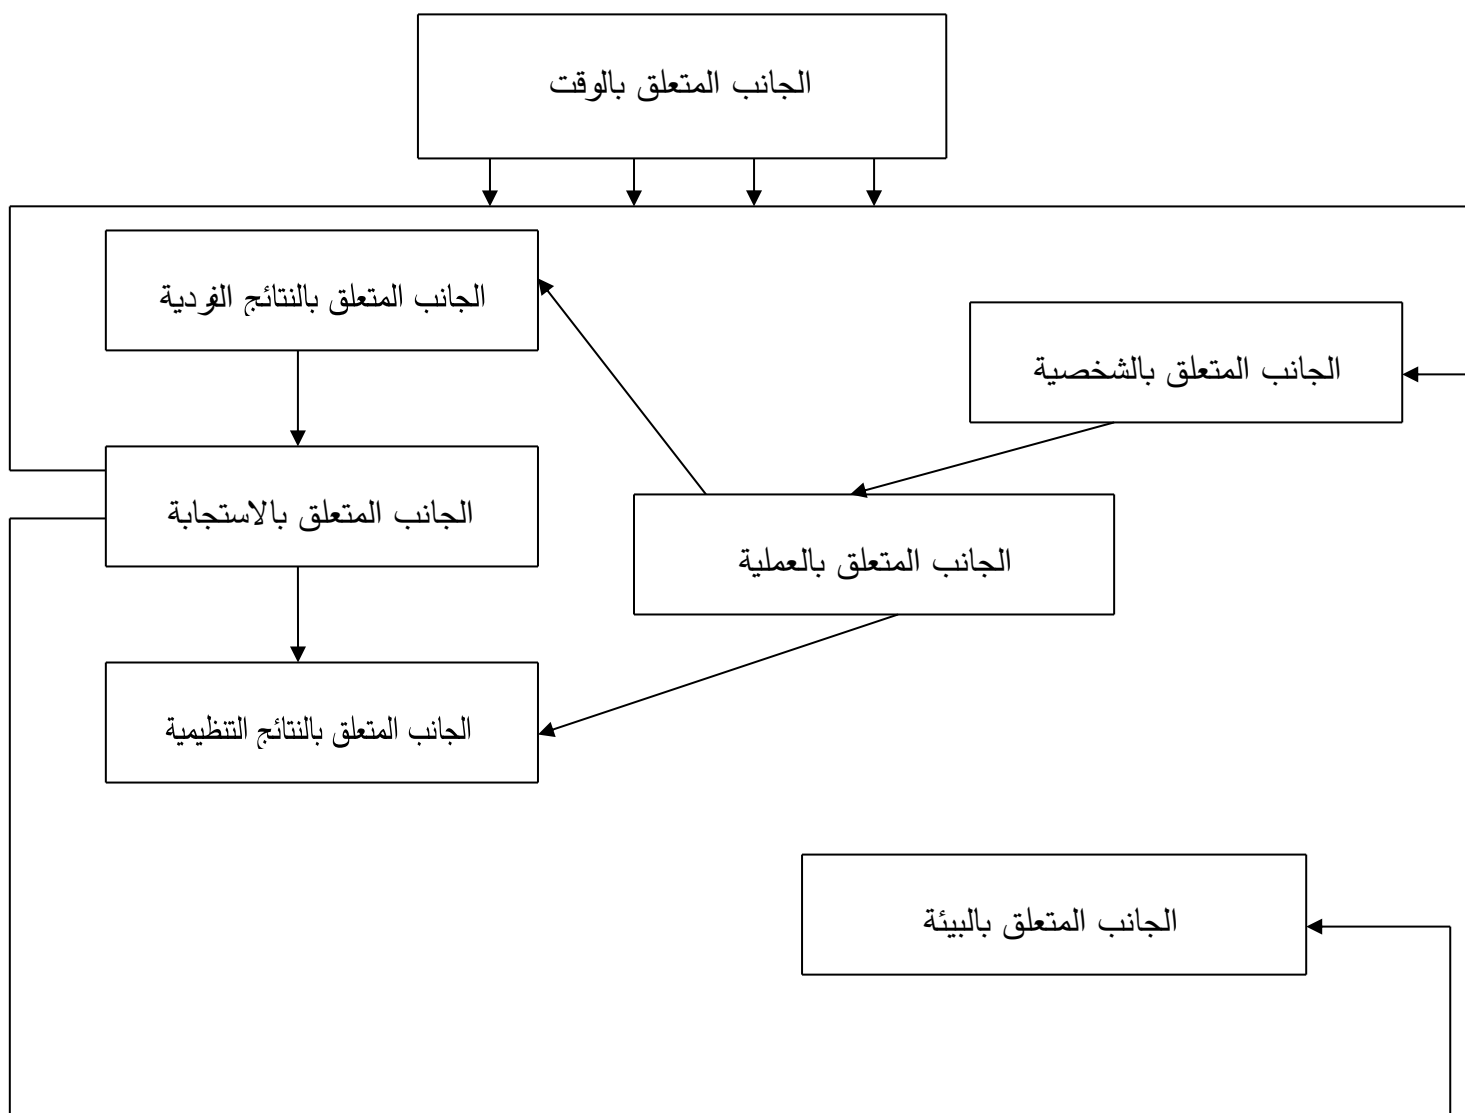 الجانب المتعلق بالوقت
الجانب المتعلق بالنتائج الفردية
الجانب المتعلق بالشخصية
الجانب المتعلق بالاستجابة
الجانب المتعلق بالعملية
الجانب المتعلق بالنتائج التنظيمية
الجانب المتعلق بالبيئة